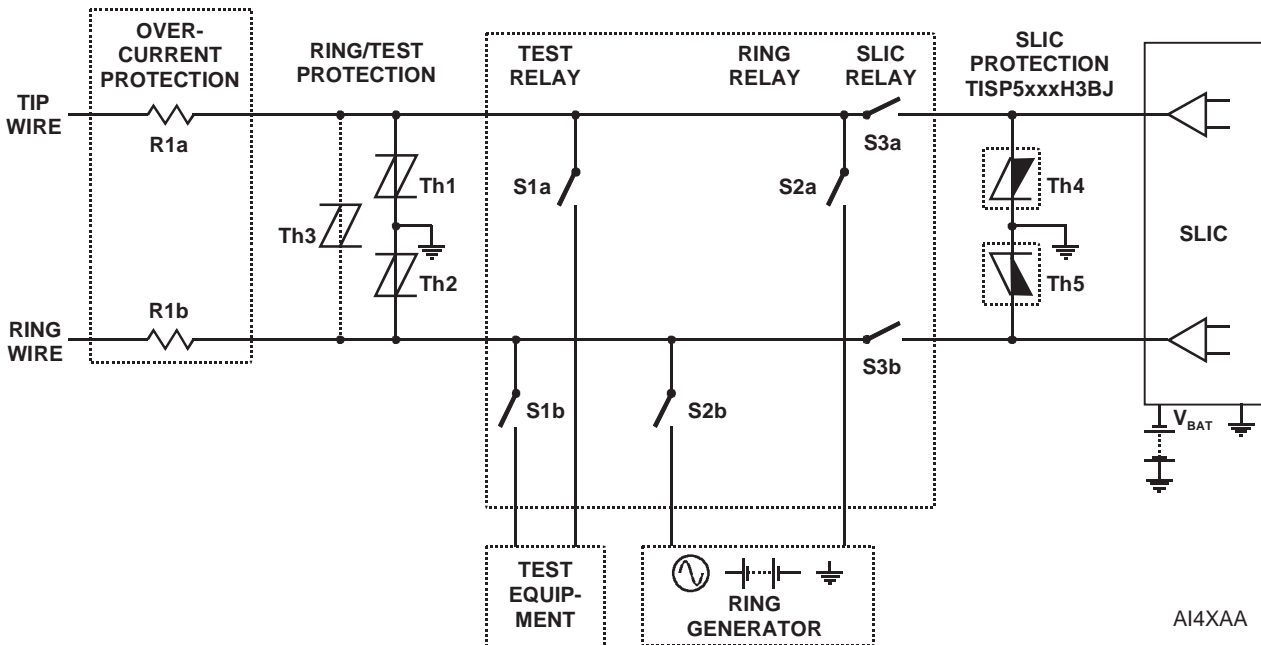 OVER-
CURRENT
PROTECTION
RING/TEST
PROTECTION
TEST
RELAY
RING
RELAY
SLIC
RELAY
SLIC
PROTECTION
TISP5xxxH3BJ
TIP
WIRE
R1a
S3a
Th1
S1a
S2a
Th4
Th3
SLIC
Th2
Th5
R1b
RING
WIRE
S3b
S1b
S2b
VBAT
TEST
EQUIP-
MENT
RING
GENERATOR
AI4XAA